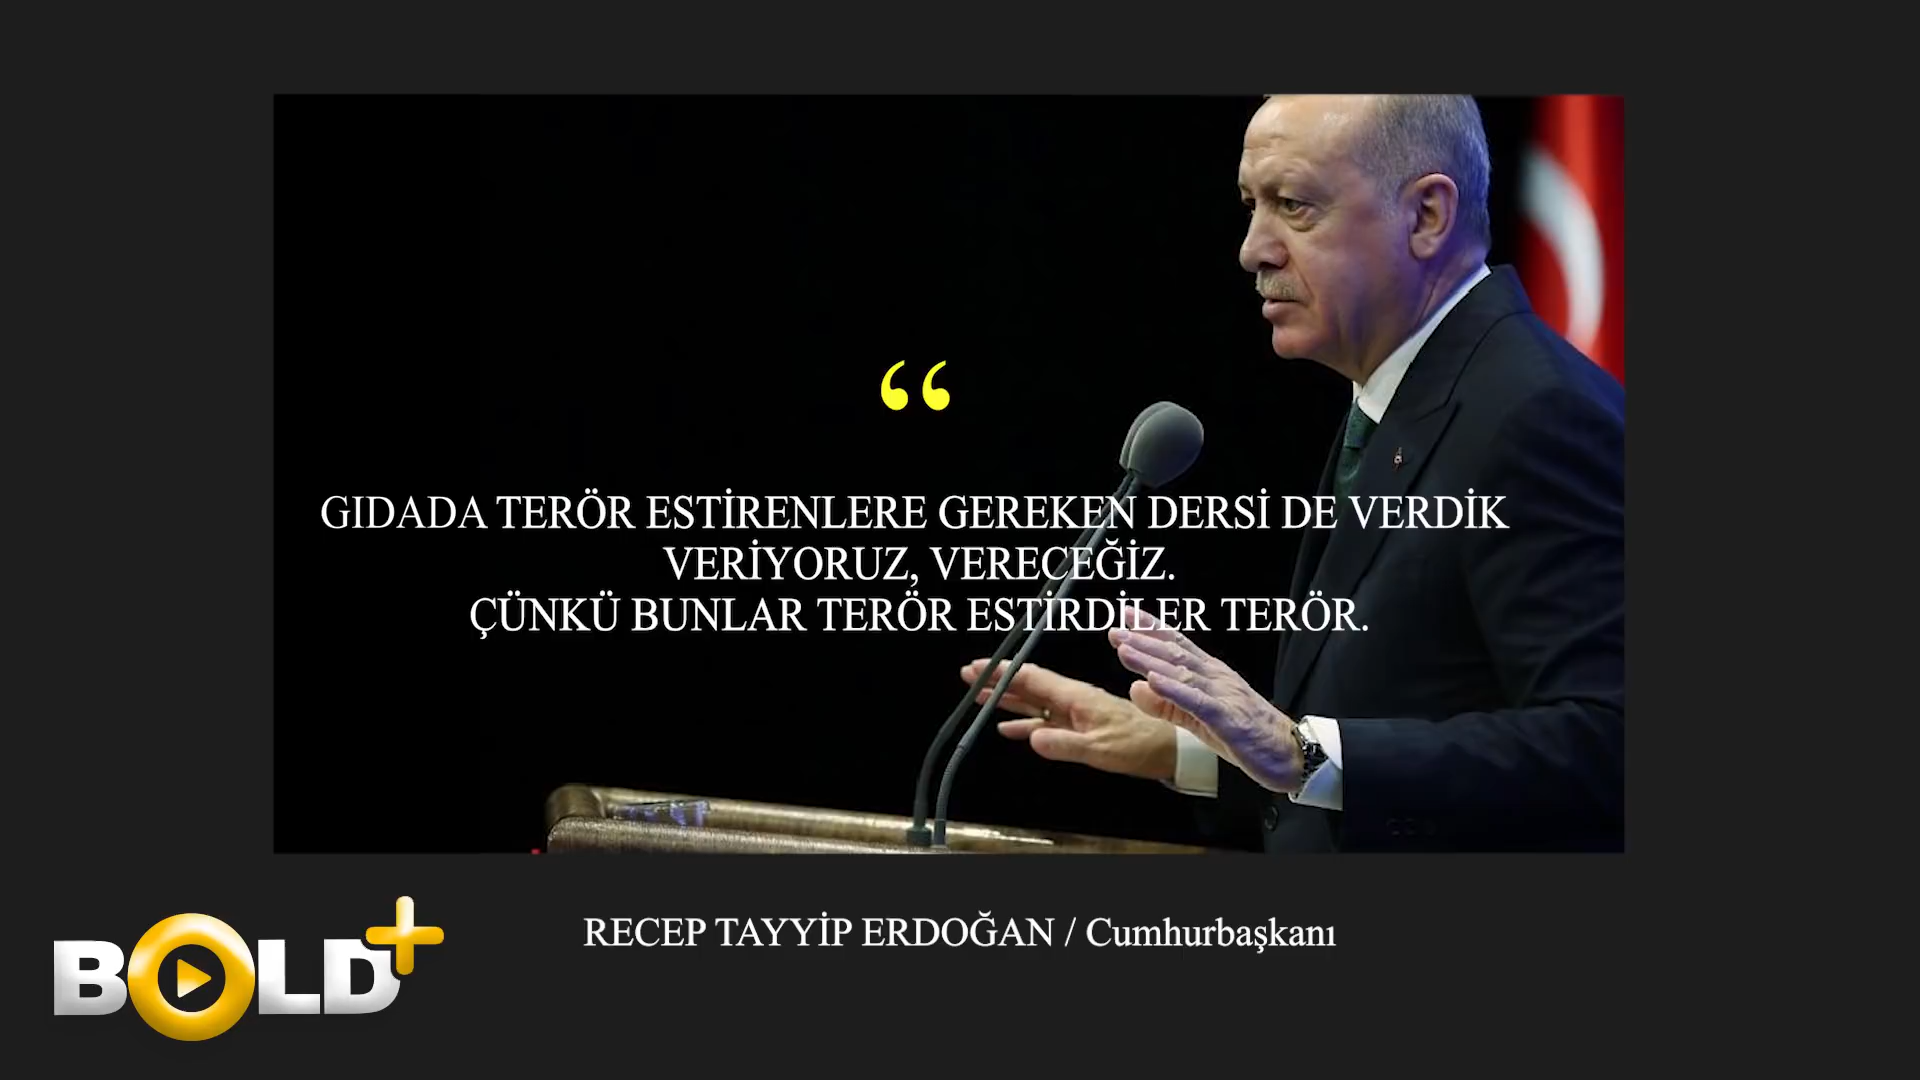 “
GIDADA TERÖR ESTİRENLERE GEREKEN DERSİ DE VERDİK
VERİYORUZ, VERECEĞİZ.
ÇÜNKÜ BUNLAR TERÖR ESTİRDİLER TERÖR.
RECEP TAYYİP ERDOĞAN / Cumhurbaşkanı
BOLD+